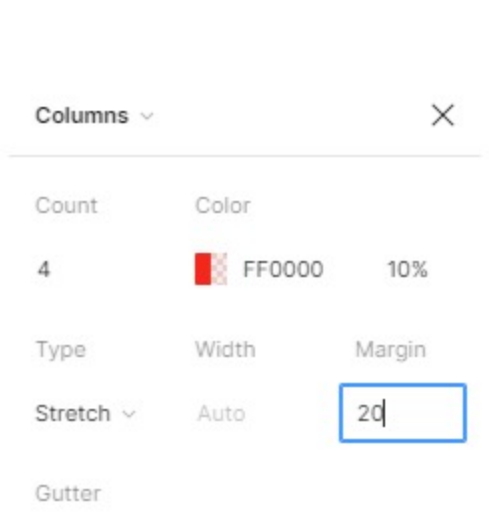 Columns
Count Color
4 FF0000 10%
Type Width Margin
Stretch Auto 20
Gutter